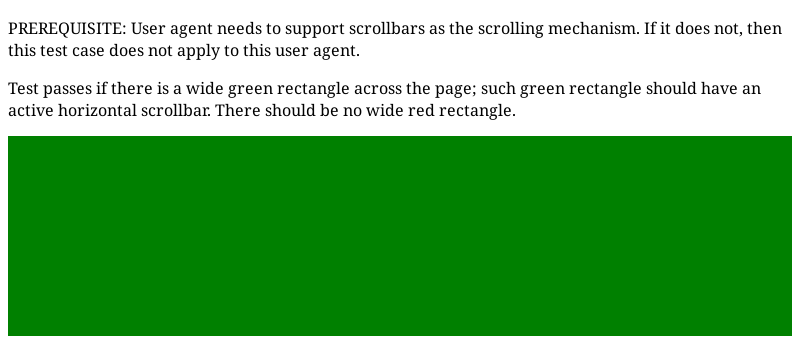 PREREQUISITE: User agent needs to support scrollbars as the scrolling mechanism. If it does not, then
this test case does not apply to this user agent.
Test passes if there is a wide green rectangle across the page; such green rectangle should have an
active horizontal scrollbar. There should be no wide red rectangle.